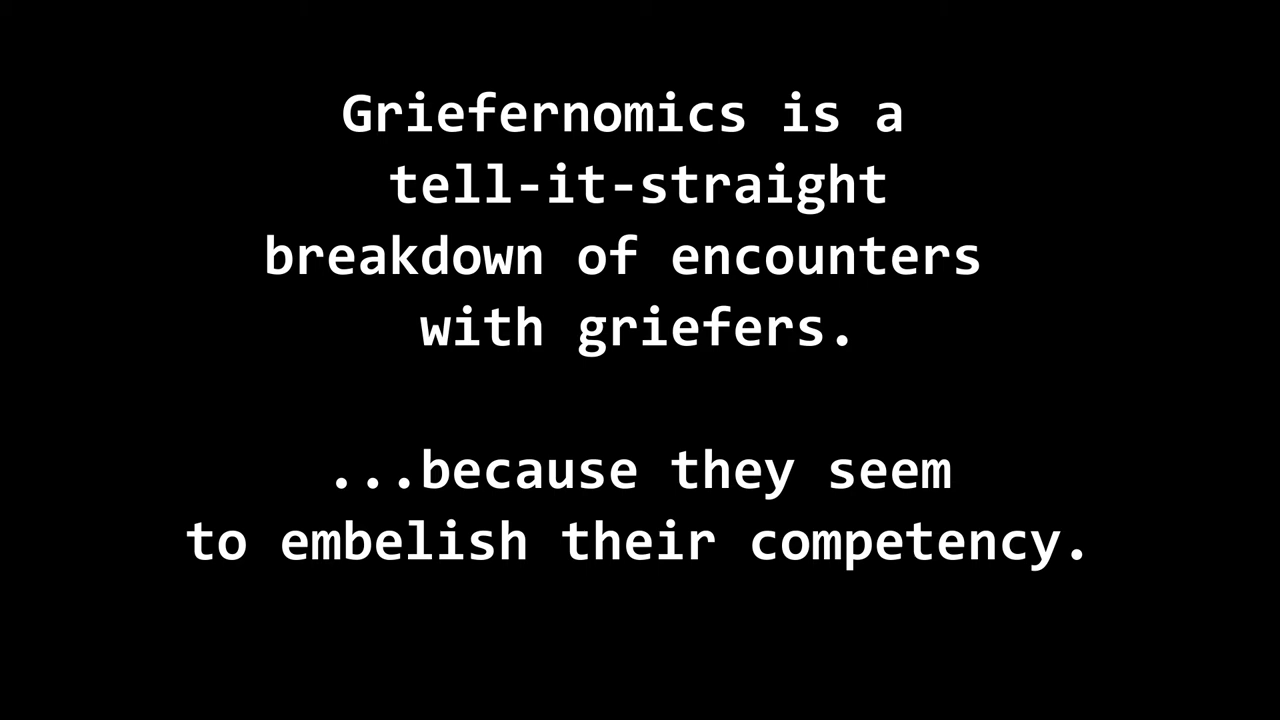 Griefernomics is a
tell-it-straight
breakdown of encounters
with griefers.
...because they seem
to embelish their competency.